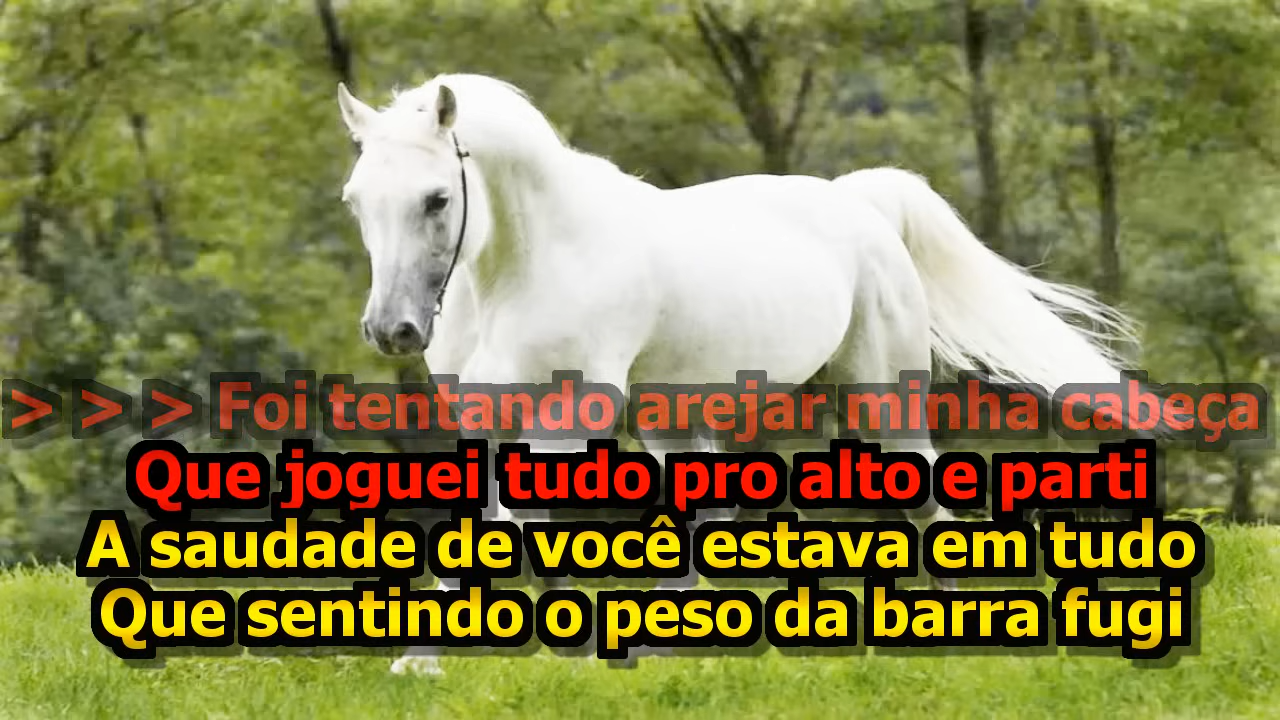 > > > Foi tentando arejar minha cabeça
Que joguei tudo pro alto e parti
A saudade de você estava em tudo
Que sentindo o peso da barra fugi